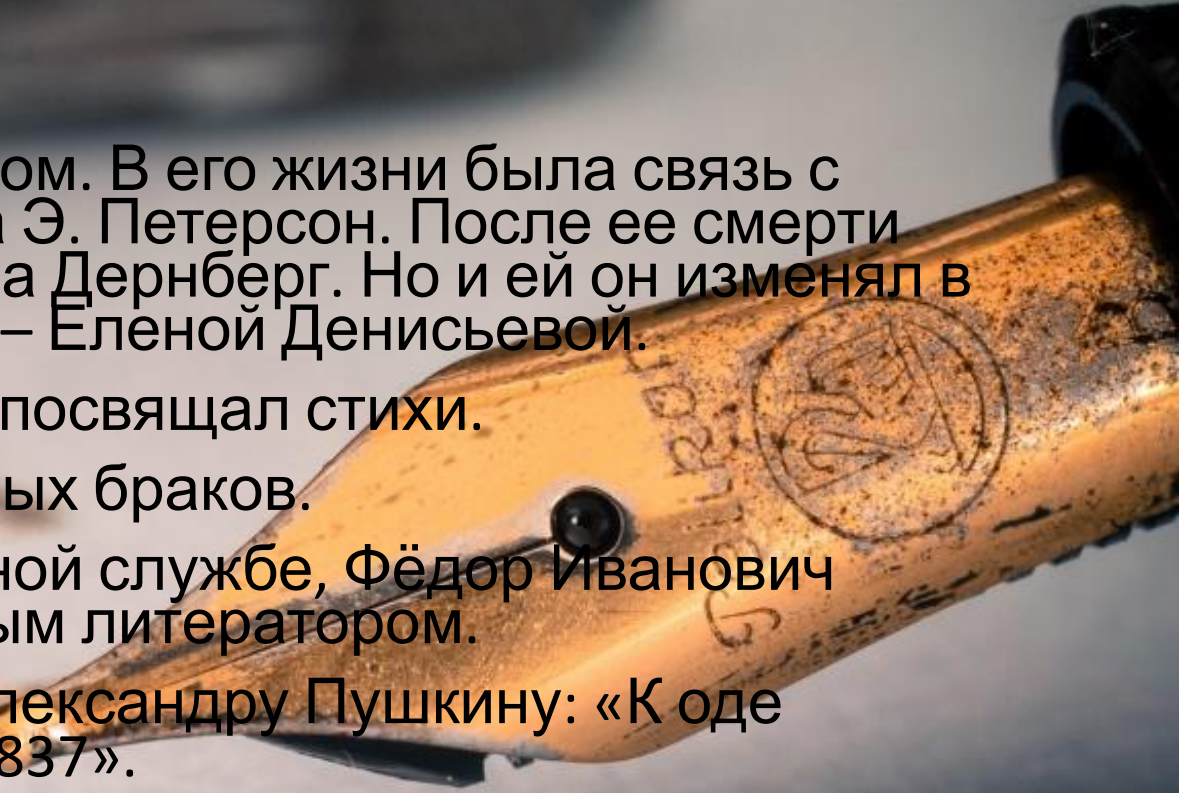 ом. В его жизни была связь с
а Э. Петерсон. После ее смерти
а Дернберг. Но и ей он изменял в
– Еленой Денисьевой.
посвящал стихи.
ых браков.
ной службе, Фёдор Иванович
ым литератором.
лександру Пушкину: «К оде
837».